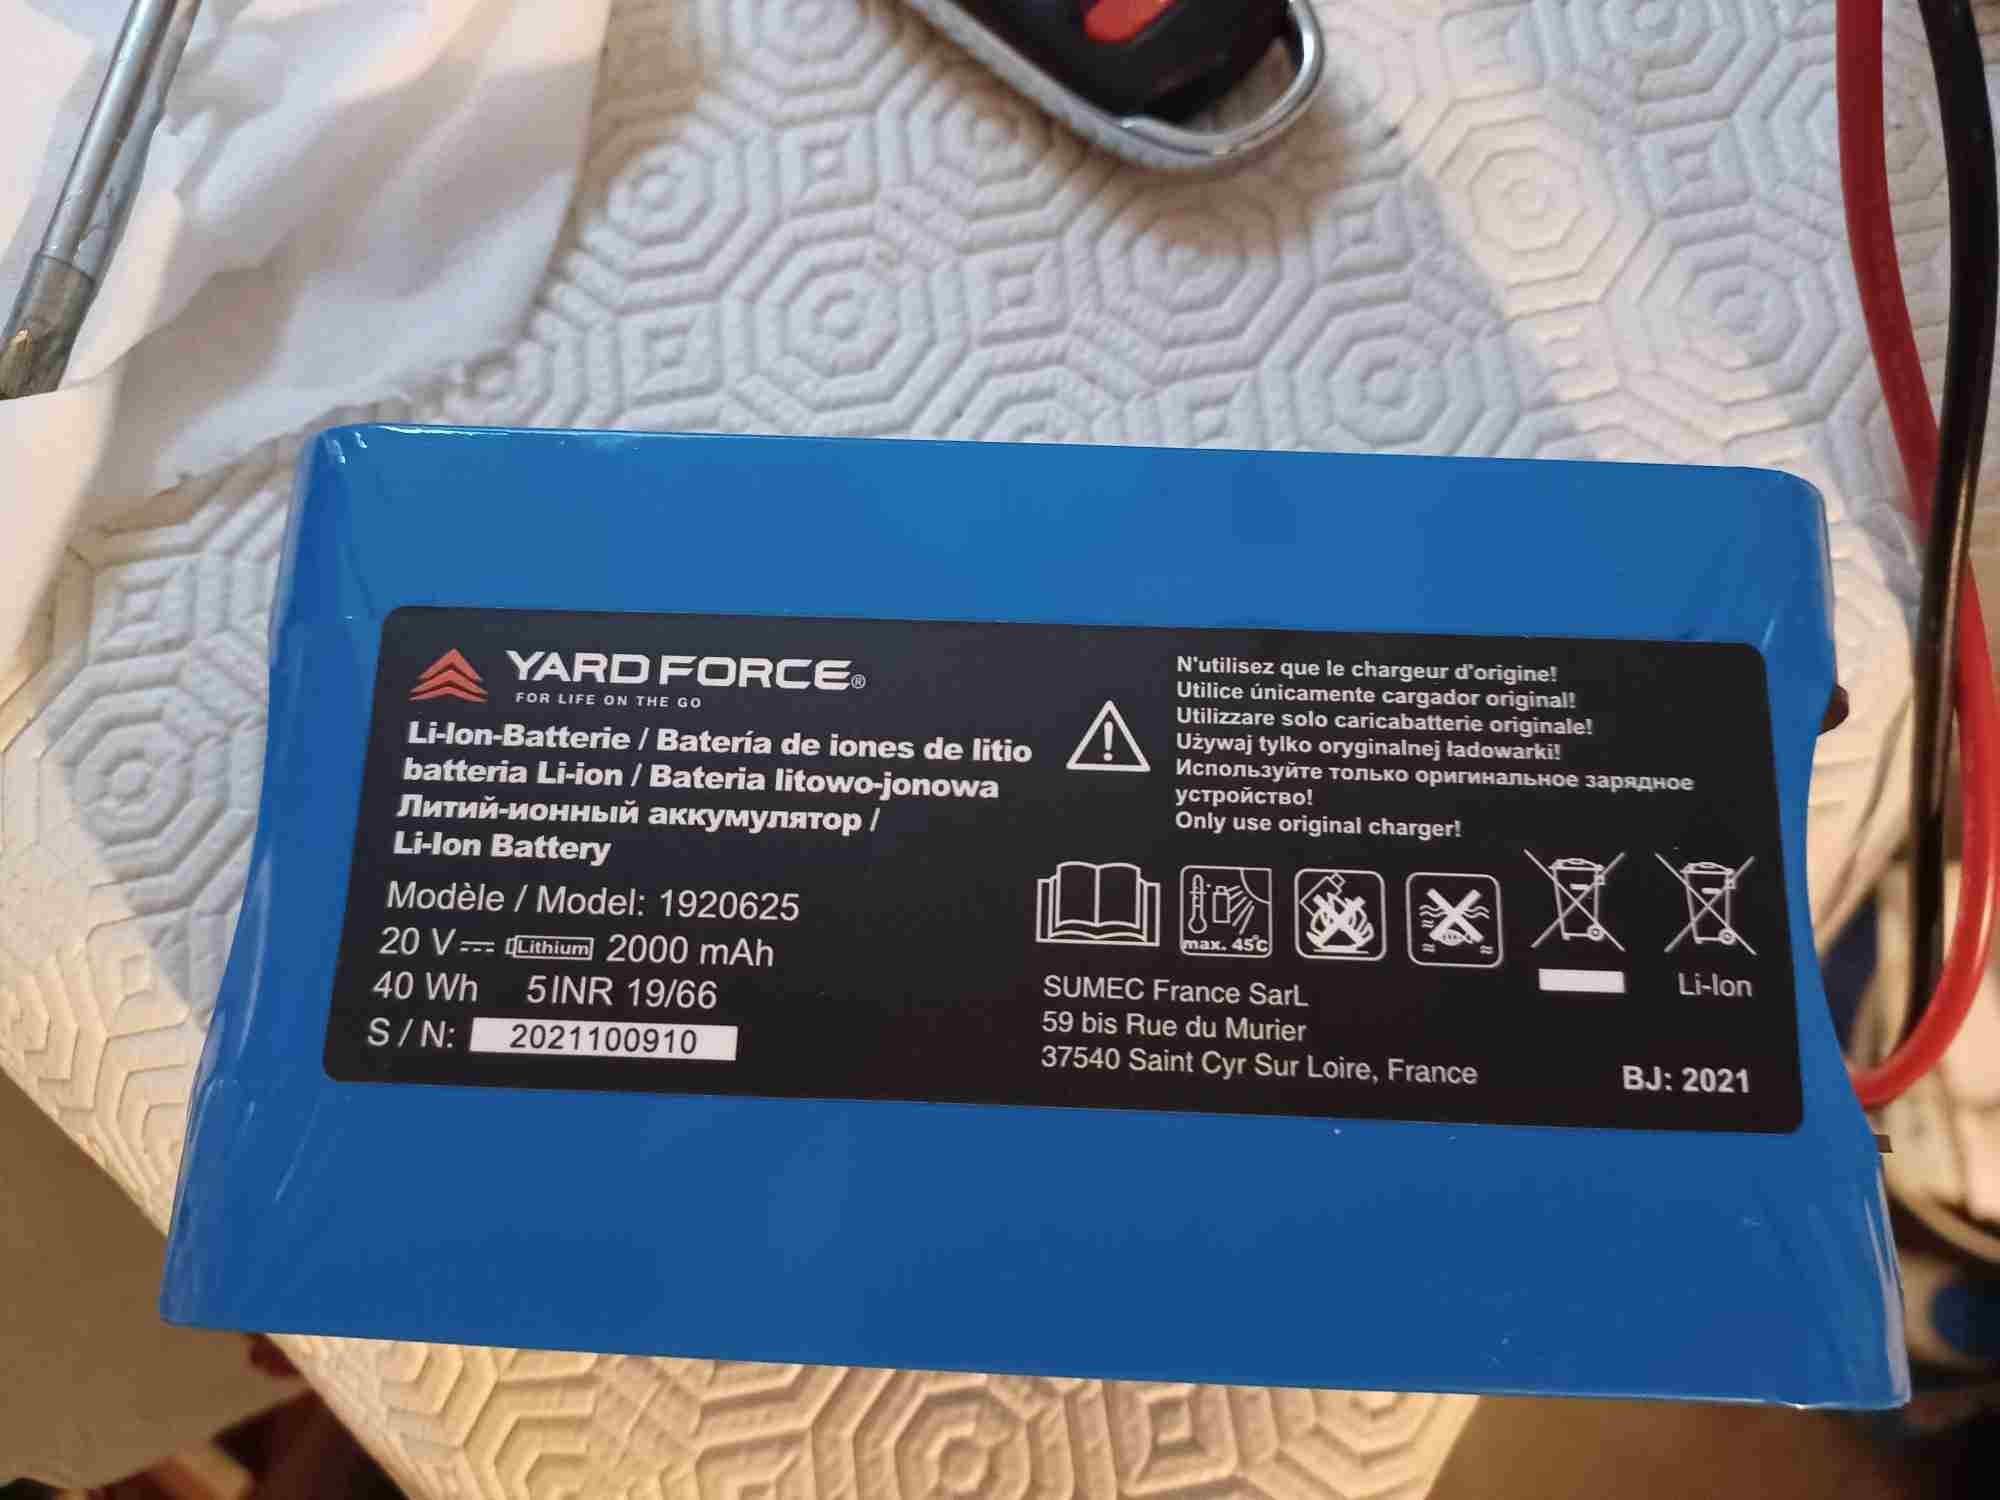 YARD FORCE®
FOR LIFE ON THE GO
Li-Ion-Batterie / Batería de iones de litio
batteria Li-ion / Bateria litowo-jonowa
Литий-ионный аккумулятор /
Li-Ion Battery
Modèle / Model: 1920625
20 V Lithium 2000 mAh
40 Wh 5INR 19/66
S / N: 2021100910
N'utilisez que le chargeur d'origine!
Utilice únicamente cargador original!
Utilizzare solo caricabatterie originale!
Używaj tylko oryginalnej ładowarki!
Используйте только оригинальное зарядное
устройство!
Only use original charger!
max. 45°C
Li-Ion
SUMEC France SarL
59 bis Rue du Murier
37540 Saint Cyr Sur Loire, France
BJ: 2021